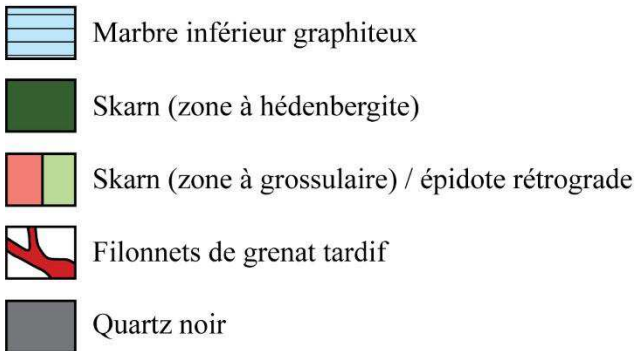 Marbre inférieur graphiteux
Skarn (zone à hédenbergite)
Skarn (zone à grossulaire) / épidote rétrograde
Filonnets de grenat tardif
Quartz noir